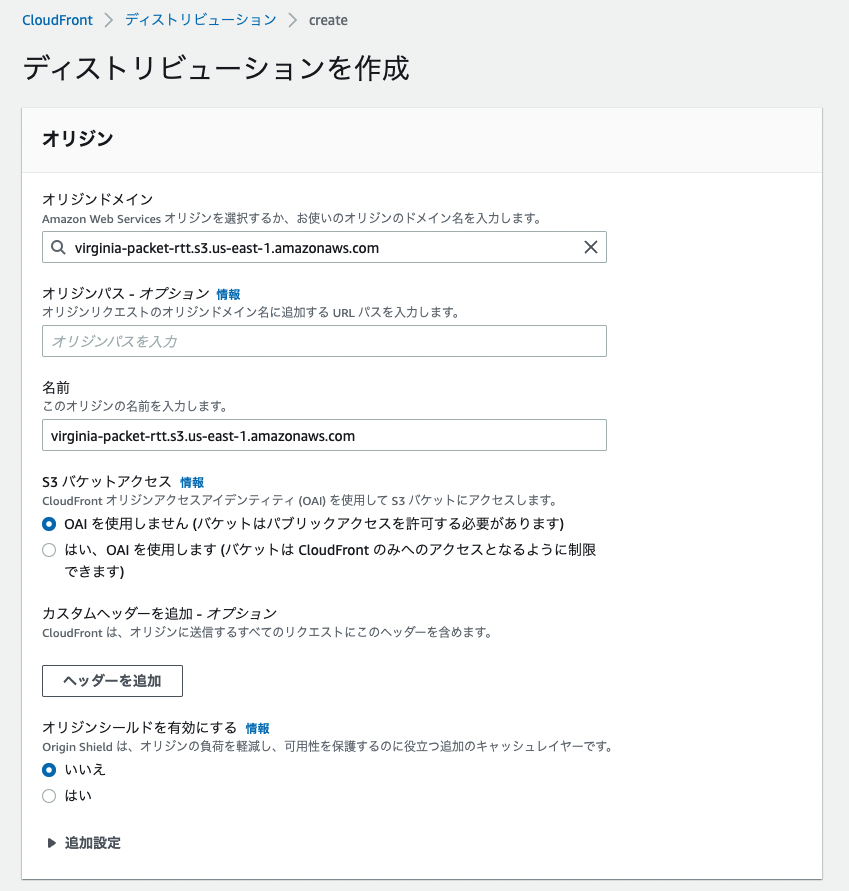 CloudFront > ディストリビューション > create
ディストリビューションを作成
オリジン
オリジンドメイン
Amazon Web Services オリジンを選択するか、お使いのオリジンのドメイン名を入力します。
virginia-packet-rtt.s3.us-east-1.amazonaws.com
オリジンパス - オプション 情報
オリジンリクエストのオリジンドメイン名に追加する URL パスを入力します。
オリジンパスを入力
名前
このオリジンの名前を入力します。
virginia-packet-rtt.s3.us-east-1.amazonaws.com
S3 バケットアクセス 情報
CloudFront オリジンアクセスアイデンティティ (OAI) を使用して S3 バケットにアクセスします。
OAI を使用しません (バケットはパブリックアクセスを許可する必要があります)
はい、OAI を使用します (バケットは CloudFront のみへのアクセスとなるように制限
できます)
カスタムヘッダーを追加 - オプション
CloudFront は、オリジンに送信するすべてのリクエストにこのヘッダーを含めます。
ヘッダーを追加
オリジンシールドを有効にする 情報
Origin Shield は、オリジンの負荷を軽減し、可用性を保護するのに役立つ追加のキャッシュレイヤーです。
いいえ
はい
追加設定